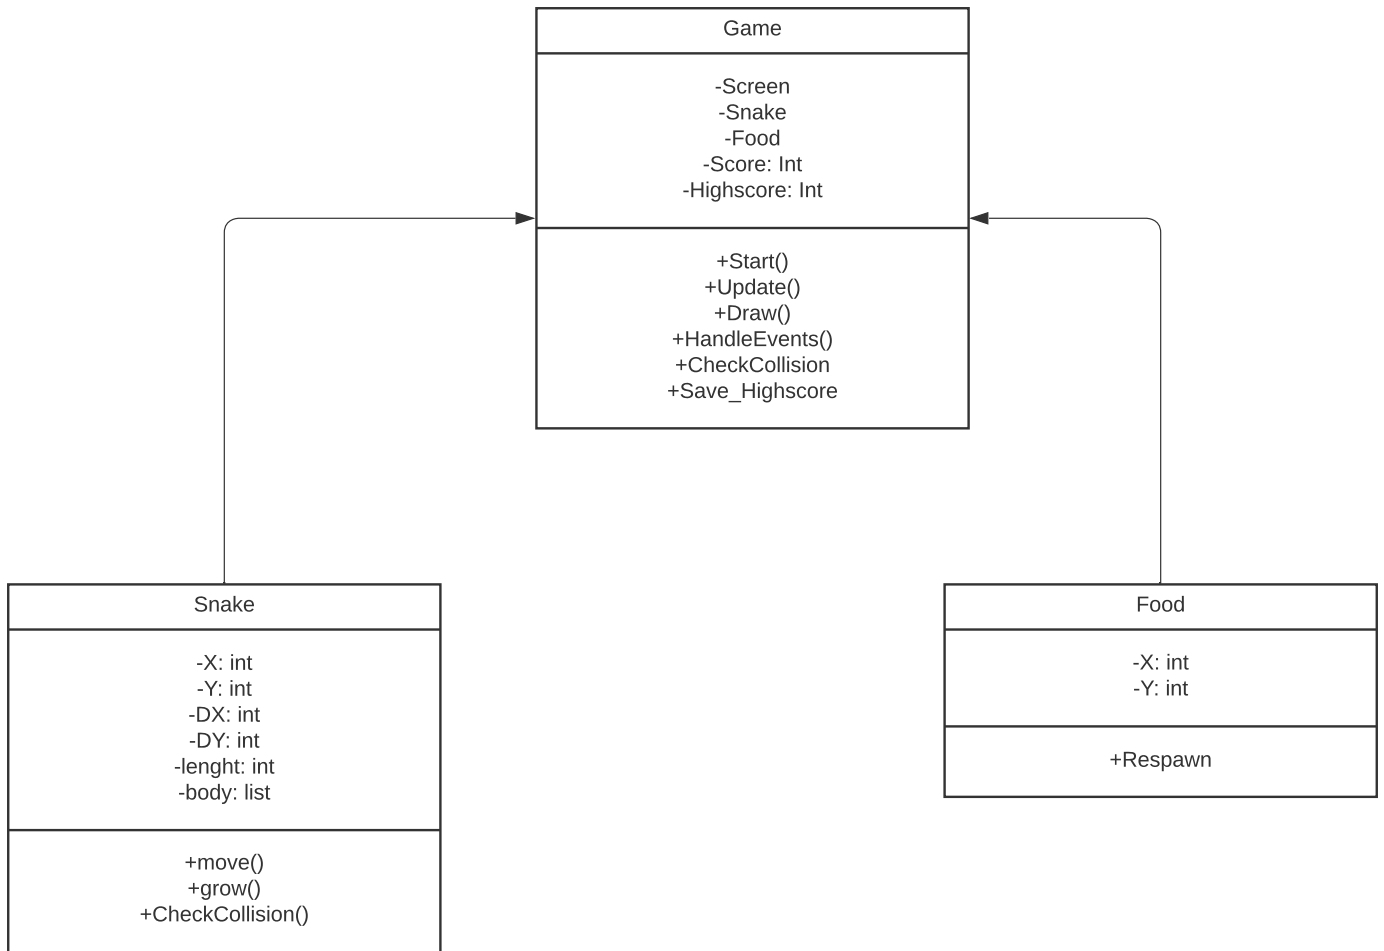 Game
-Screen
-Snake
-Food
-Score: Int
-Highscore: Int
+Start()
+Update()
+Draw()
+HandleEvents()
+CheckCollision
+Save_Highscore
Snake
-X: int
-Y: int
-DX: int
-DY: int
-lenght: int
-body: list
+move()
+grow()
+CheckCollision()
Food
-X: int
-Y: int
+Respawn